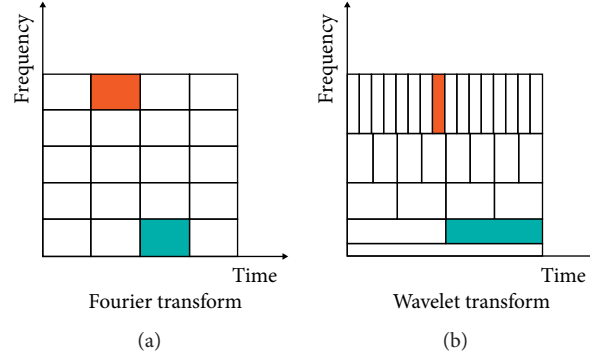 Frequency
Time
Fourier transform
(a)
Frequency
Time
Wavelet transform
(b)